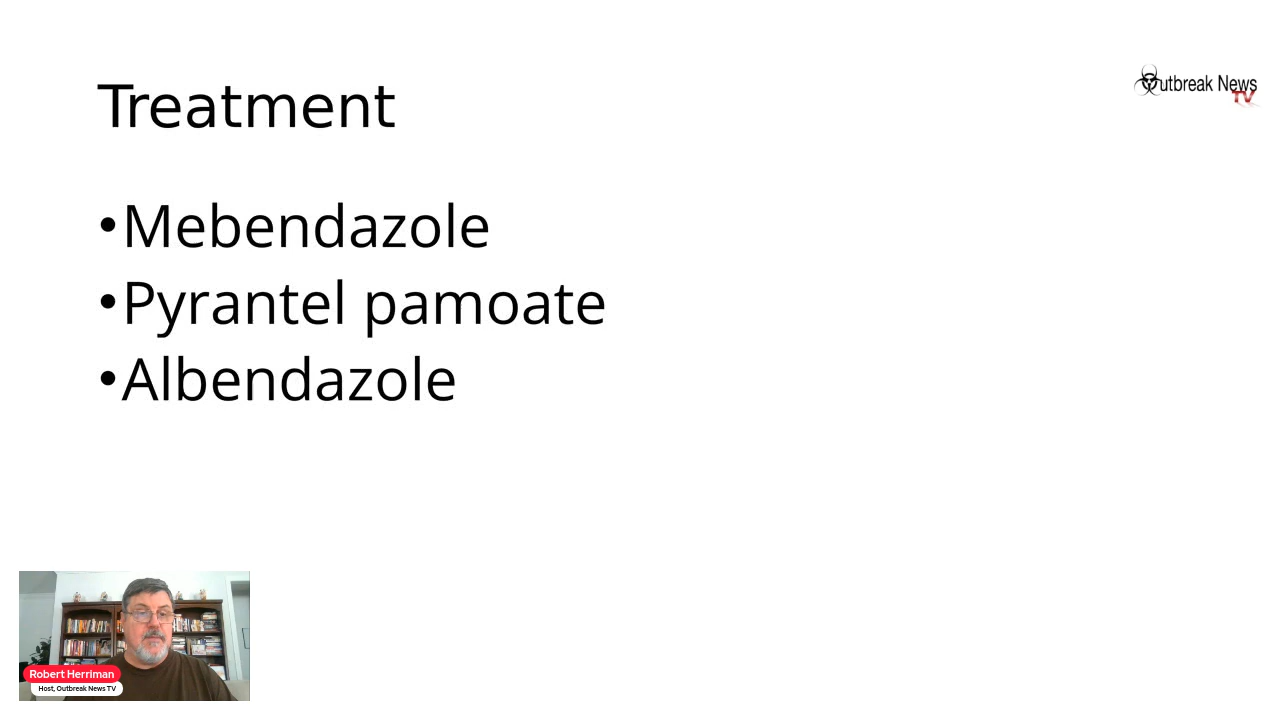 Treatment
Outbreak News
TV
•Mebendazole
•Pyrantel pamoate
•Albendazole
Robert Herriman
Host, Outbreak News TV